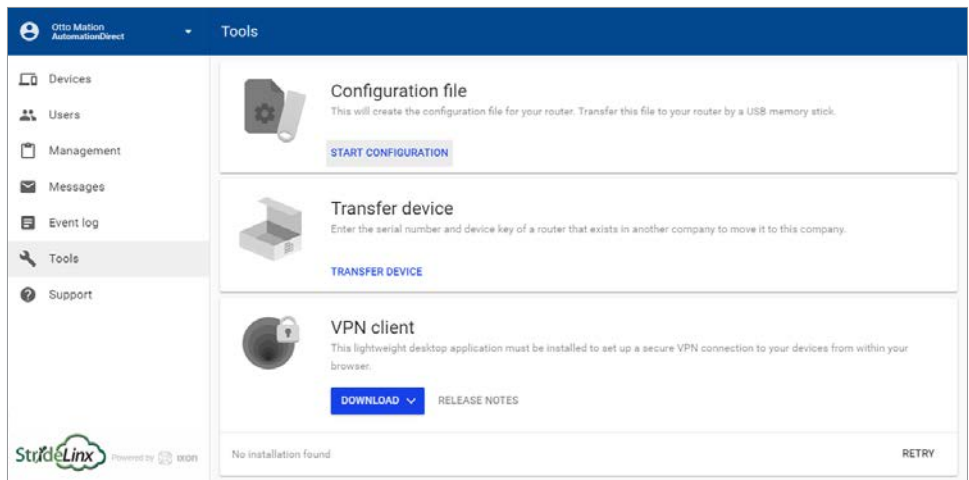 Otto Mation
AutomationDirect
Tools
Devices
Users
Management
Messages
Event log
Tools
Support
Configuration file
This will create the configuration file for your router. Transfer this file to your router by a USB memory stick.
START CONFIGURATION
Transfer device
Enter the serial number and device key of a router that exists in another company to move it to this company.
TRANSFER DEVICE
VPN client
This lightweight desktop application must be installed to set up a secure VPN connection to your devices from within your
browser.
DOWNLOAD
RELEASE NOTES
No installation found
RETRY
StrideLinx
Powered by ixon